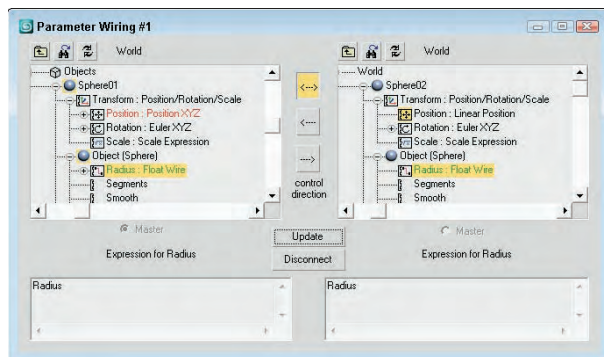 Parameter Wiring #1
World
Objects
Sphere01
Transform : Position/Rotation/Scale
Position : Position XYZ
Rotation : Euler XYZ
Scale : Scale Expression
Object (Sphere)
Radius : Float Wire
Segments
Smooth
<--->
<----
---->
control
direction
World
World
Sphere02
Transform : Position/Rotation/Scale
Position : Linear Position
Rotation : Euler XYZ
Scale : Scale Expression
Object (Sphere)
Radius : Float Wire
Segments
Smooth
Master
Update
Master
Expression for Radius
Disconnect
Expression for Radius
Radius
Radius